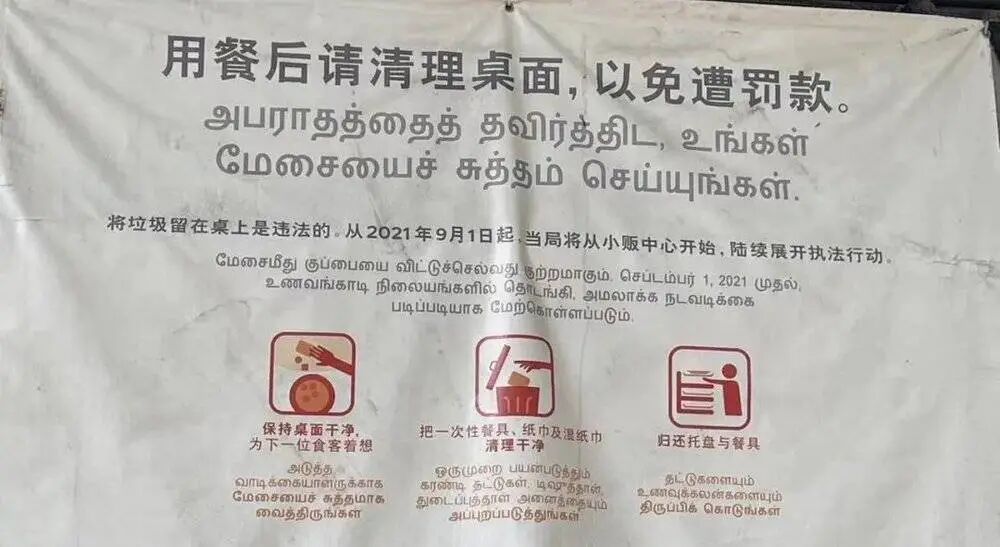 用餐后请清理桌面，以免遭罚款。
அபராதத்தைத் தவிர்த்திட, உங்கள்
மேசையைச் சுத்தம் செய்யுங்கள்.
将垃圾留在桌上是违法的。从2021年9月1日起，当局将从小贩中心开始，陆续展开执法行动。
மேசைமீது குப்பையை விட்டுச்செல்வது குற்றமாகும். செப்டம்பர் 1, 2021 முதல்,
உணவங்காடி நிலையங்களில் தொடங்கி, அமலாக்க நடவடிக்கை
படிப்படியாக மேற்கொள்ளப்படும்.
保持桌面干净,
为下一位食客着想
அடுத்த
வாடிக்கையாளருக்காக
மேசையைச் சுத்தமாக
வைத்திருங்கள்
把一次性餐具、纸巾及湿纸巾
清理干净
ஒருமுறை பயன்படுத்தும்
கரண்டி தட்டுகள், டிஷூத்தாள்,
துடைப்புத்தாள் அனைத்தையும்
அப்புறப்படுத்துங்கள்
归还托盘与餐具
தட்டுகளையும்
உணவுக்கலன்களையும்
திருப்பிக் கொடுங்கள்